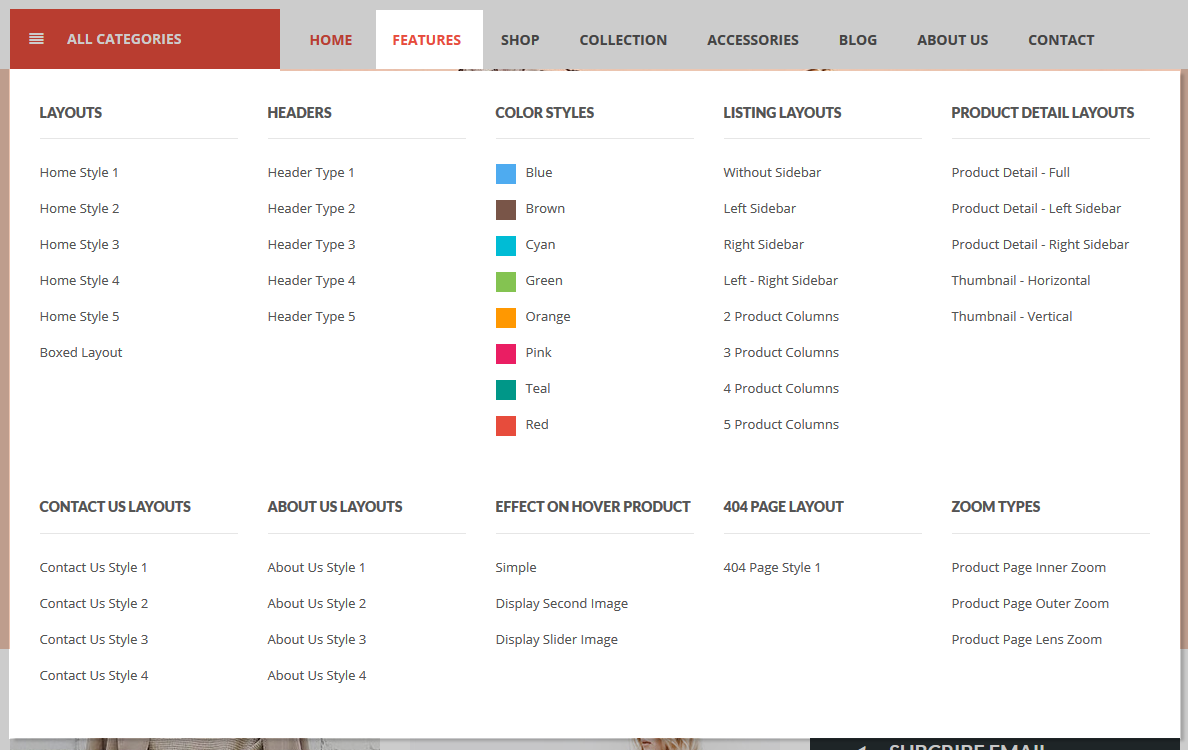 ALL CATEGORIES
HOME
FEATURES
SHOP
COLLECTION
ACCESSORIES
BLOG
ABOUT US
CONTACT
LAYOUTS
Home Style 1
Home Style 2
Home Style 3
Home Style 4
Home Style 5
Boxed Layout
HEADERS
Header Type 1
Header Type 2
Header Type 3
Header Type 4
Header Type 5
COLOR STYLES
Blue
Brown
Cyan
Green
Orange
Pink
Teal
Red
LISTING LAYOUTS
Without Sidebar
Left Sidebar
Right Sidebar
Left - Right Sidebar
2 Product Columns
3 Product Columns
4 Product Columns
5 Product Columns
PRODUCT DETAIL LAYOUTS
Product Detail - Full
Product Detail - Left Sidebar
Product Detail - Right Sidebar
Thumbnail - Horizontal
Thumbnail - Vertical
CONTACT US LAYOUTS
Contact Us Style 1
Contact Us Style 2
Contact Us Style 3
Contact Us Style 4
ABOUT US LAYOUTS
About Us Style 1
About Us Style 2
About Us Style 3
About Us Style 4
EFFECT ON HOVER PRODUCT
Simple
Display Second Image
Display Slider Image
404 PAGE LAYOUT
404 Page Style 1
ZOOM TYPES
Product Page Inner Zoom
Product Page Outer Zoom
Product Page Lens Zoom
SUBCRIBE EMAIL